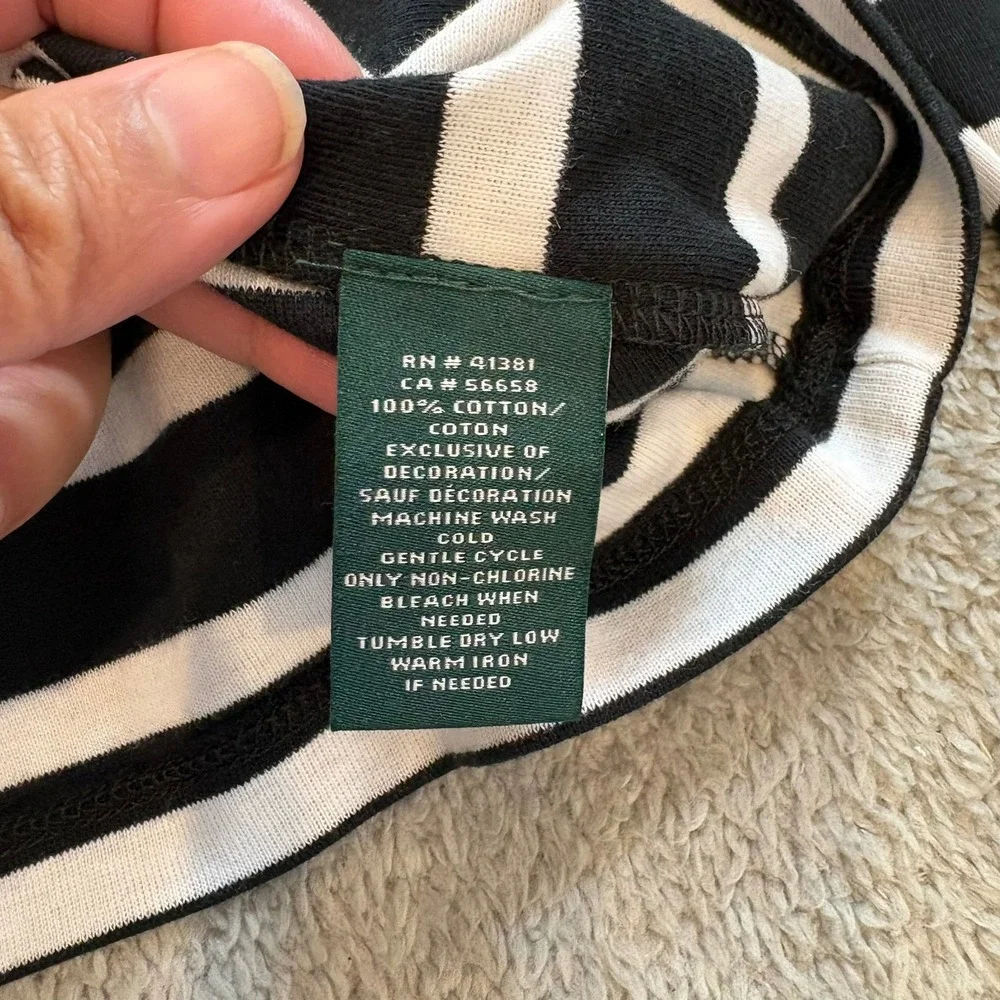 RN # 41381
CA # 56658
100% COTTON/
COTON
EXCLUSIVE OF
DECORATION/
SAUF DÉCORATION
MACHINE WASH
COLD
GENTLE CYCLE
ONLY NON-CHLORINE
BLEACH WHEN
NEEDED
TUMBLE DRY LOW
WARM IRON
IF NEEDED